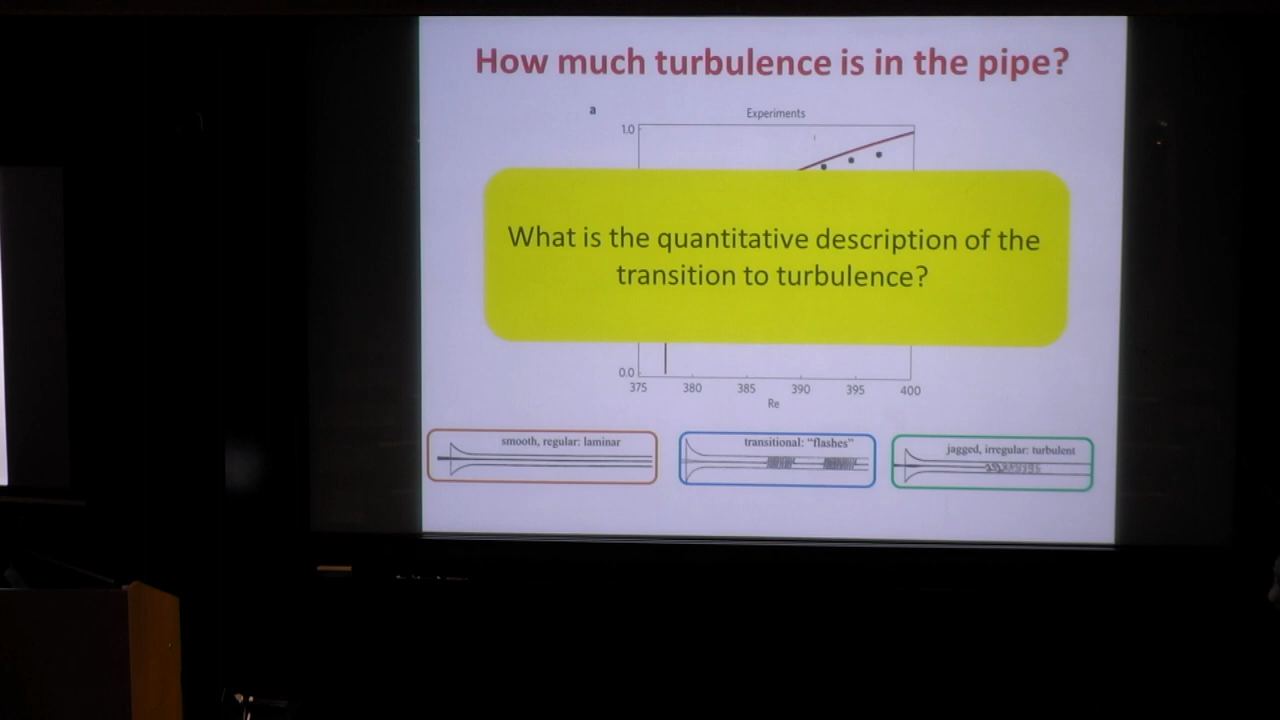 How much turbulence is in the pipe?
a
Experiments
1.0
What is the quantitative description of the
transition to turbulence?
0.0
375 380 385 390 395 400
Re
smooth, regular: laminar
transitional: “flashes”
jagged, irregular: turbulent